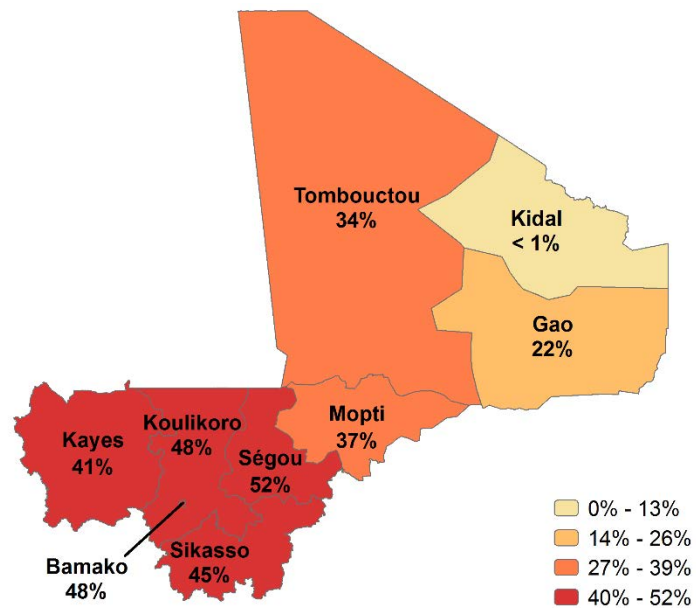 Tombouctou
34%
Kidal
< 1%
Gao
22%
Mopti
37%
Koulikoro
48%
Kayes
41%
Ségou
52%
Bamako
48%
Sikasso
45%
0% - 13%
14% - 26%
27% - 39%
40% - 52%